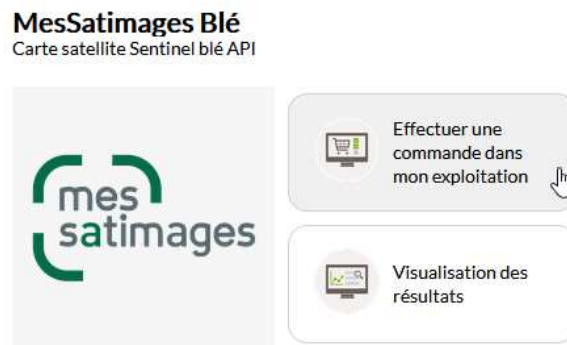 MesSatimages Blé
Carte satellite Sentinel blé API
mes
satimages
Effectuer une
commande dans
mon exploitation
Visualisation des
résultats